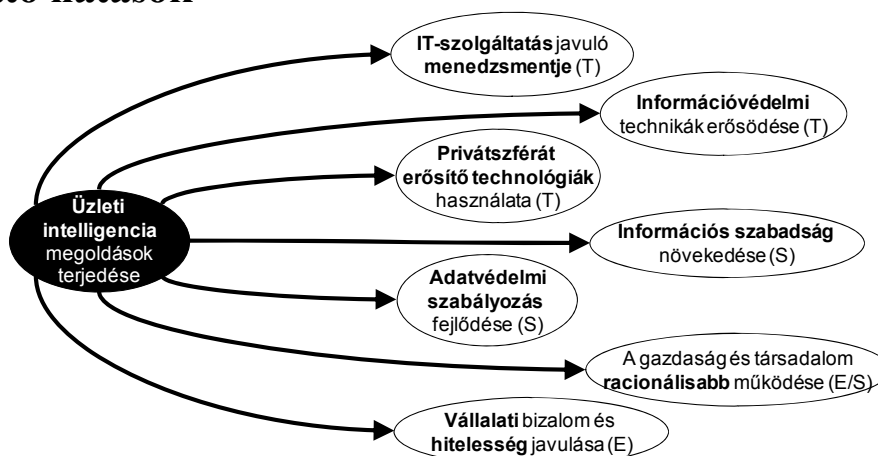 IT-szolgáltatás javuló
menedzsmentje (T)
Információvédelmi
technikák erősödése (T)
Privátszférát
erősítő technológiák
használata (T)
Üzleti
intelligencia
megoldások
terjedése
Információs szabadság
növekedése (S)
Adatvédelmi
szabályozás
fejlődése (S)
A gazdaság és társadalom
racionálisabb működése (E/S)
Vállalati bizalom és
hitelesség javulása (E)